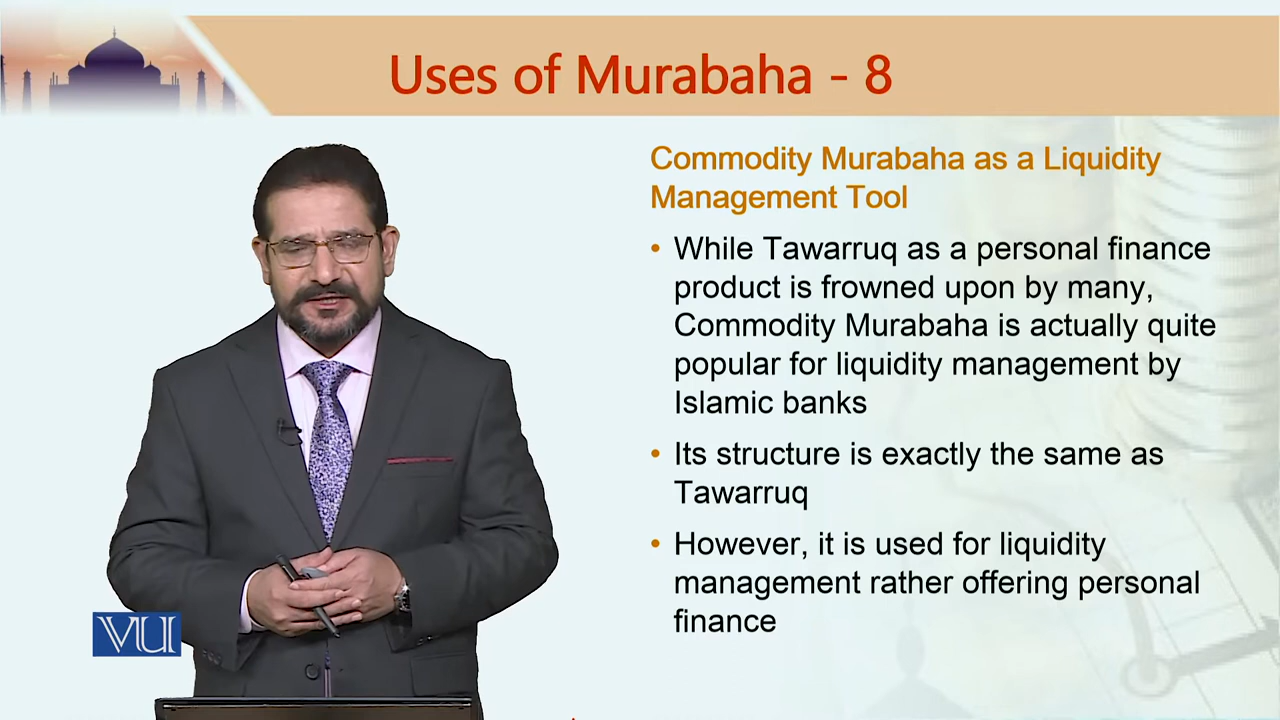 Uses of Murabaha - 8
Commodity Murabaha as a Liquidity
Management Tool
• While Tawarruq as a personal finance
product is frowned upon by many,
Commodity Murabaha is actually quite
popular for liquidity management by
Islamic banks
• Its structure is exactly the same as
Tawarruq
• However, it is used for liquidity
management rather offering personal
finance
VU